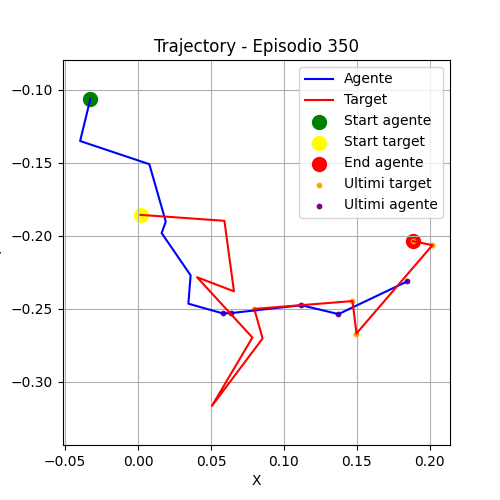 Trajectory - Episodio 350
Agente
Target
Start agente
Start target
End agente
Ultimi target
Ultimi agente
−0.10
−0.15
−0.20
−0.25
−0.30
−0.05
0.00
0.05
0.10
0.15
0.20
X